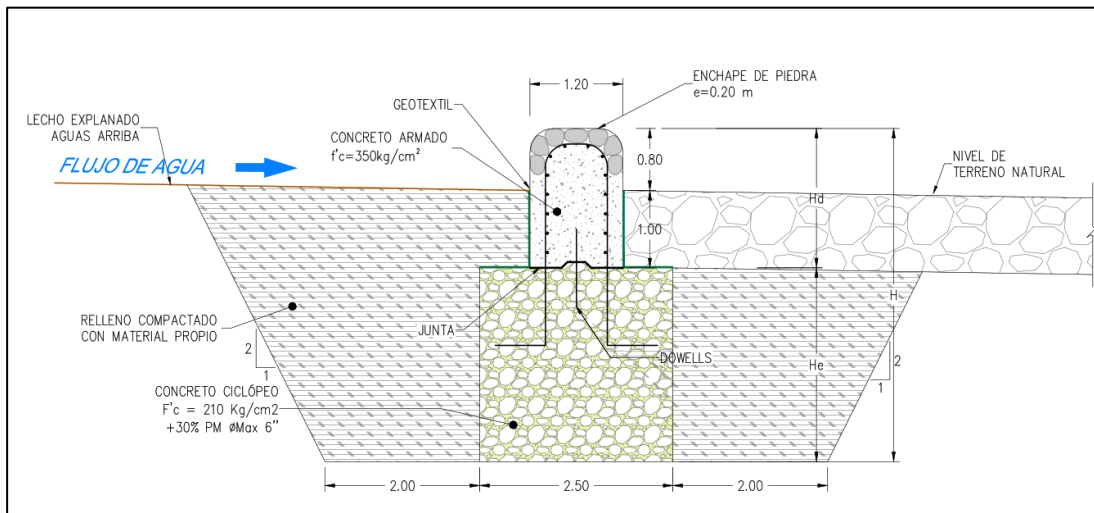 1.20
ENCHAPE DE PIEDRA
e=0.20 m
GEOTEXTIL
LECHO EXPLANADO
AGUAS ARRIBA
CONCRETO ARMADO
f'c=350kg/cm²
FLUJO DE AGUA
0.80
NIVEL DE
TERRENO NATURAL
Hd
1.00
H
RELLENO COMPACTADO
CON MATERIAL PROPIO
JUNTA
2
1
DOWELLS
He
2
1
CONCRETO CICLÓPEO
F'c = 210 Kg/cm2
+30% PM øMax 6"
2.00
2.50
2.00